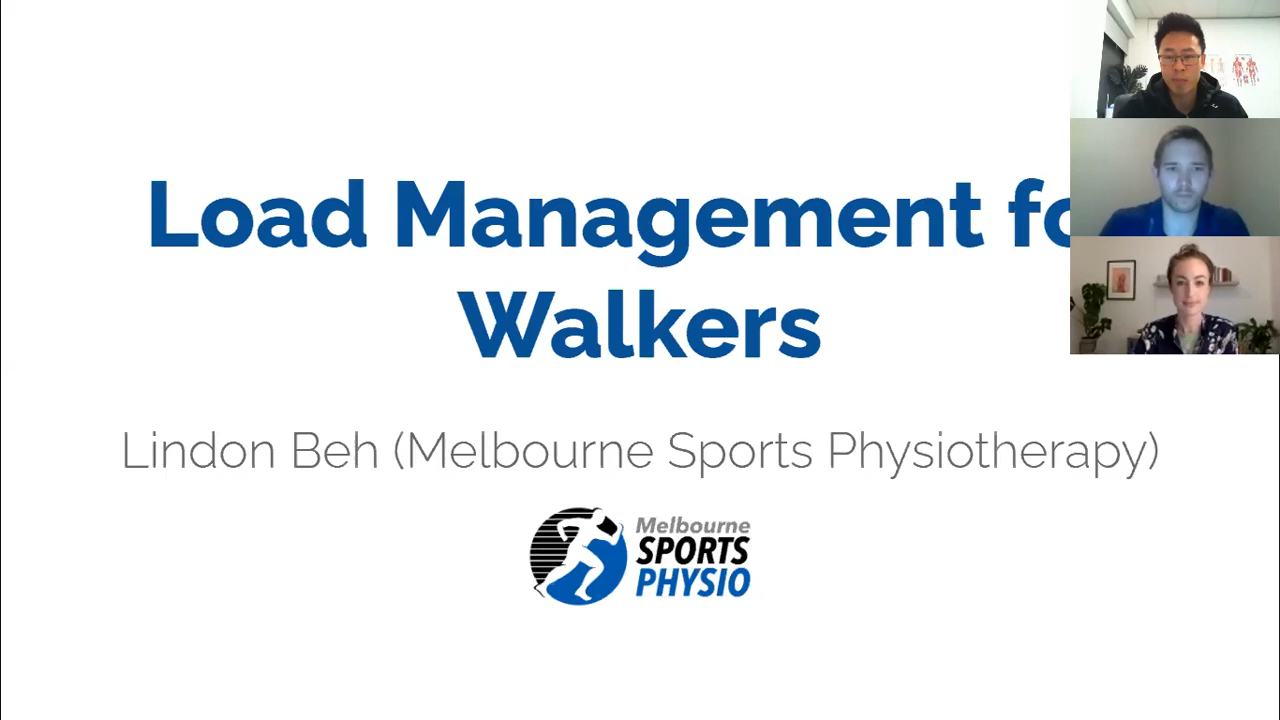 Load Management fo
Walkers
Lindon Beh (Melbourne Sports Physiotherapy)
Melbourne
SPORTS
PHYSIO